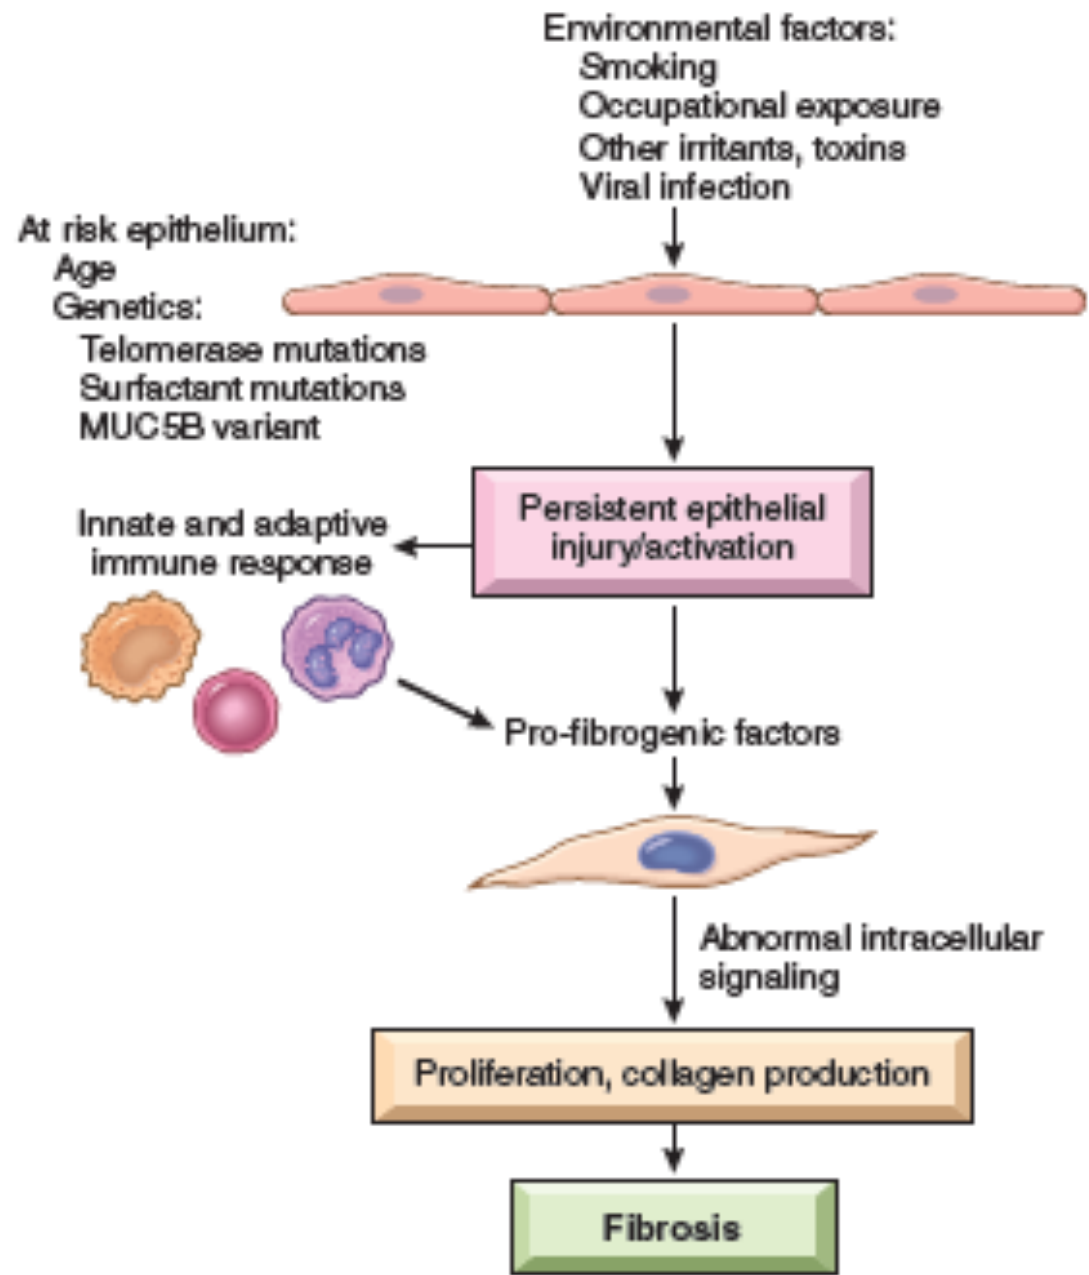 Environmental factors:
Smoking
Occupational exposure
Other irritants, toxins
Viral infection
At risk epithelium:
Age
Genetics:
Telomerase mutations
Surfactant mutations
MUC5B variant
Persistent epithelial
injury/activation
Innate and adaptive
immune response
Pro-fibrogenic factors
Abnormal intracellular
signaling
Proliferation, collagen production
Fibrosis